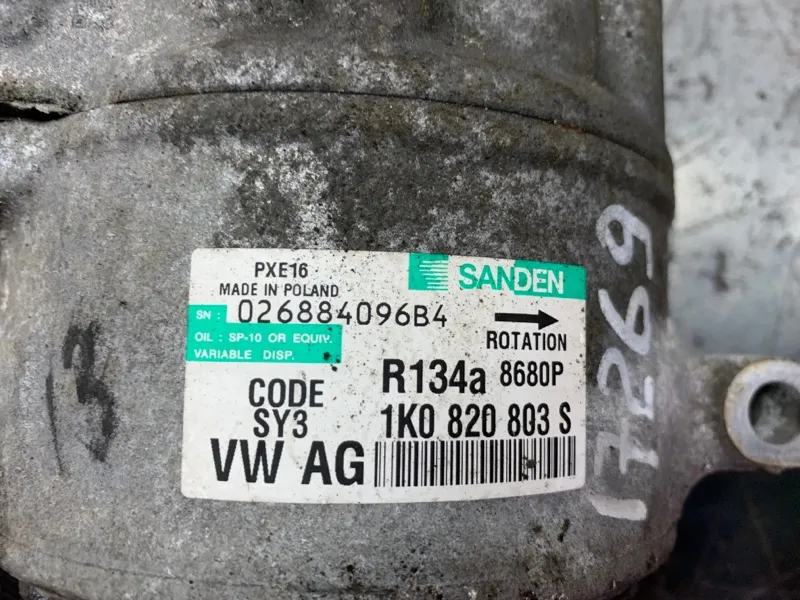 PXE16
MADE IN POLAND
SANDEN
SN: 026884096B4
ROTATION
OIL : SP-10 OR EQUIV.
VARIABLE DISP.
R134a 8680P
CODE
SY3
1K0 820 803 S
VW AG
13
17269